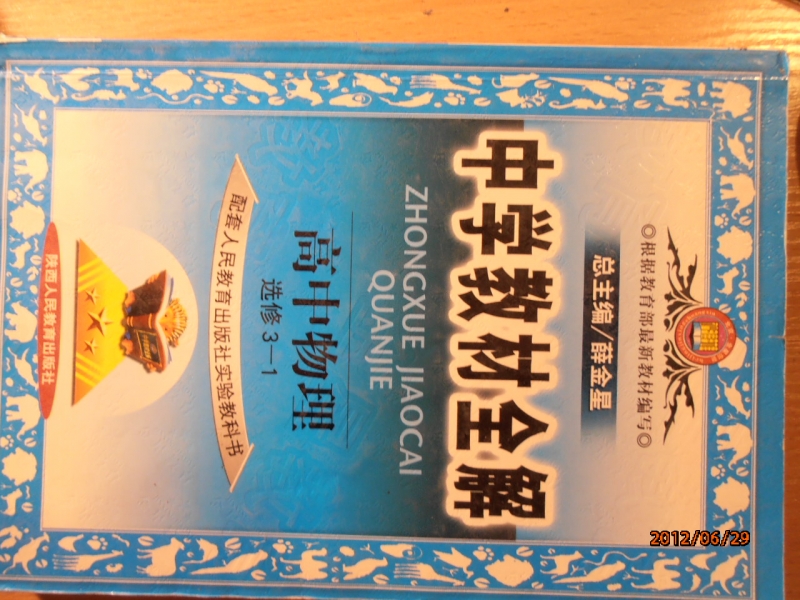 ◎根据教育部最新教材编写◎
总主编/薛金星
中学教材全解
ZHONGXUE JIAOCAI
QUANJIE
高中物理
选修3-1
配套人民教育出版社实验教科书
陕西人民教育出版社
2012/06/29